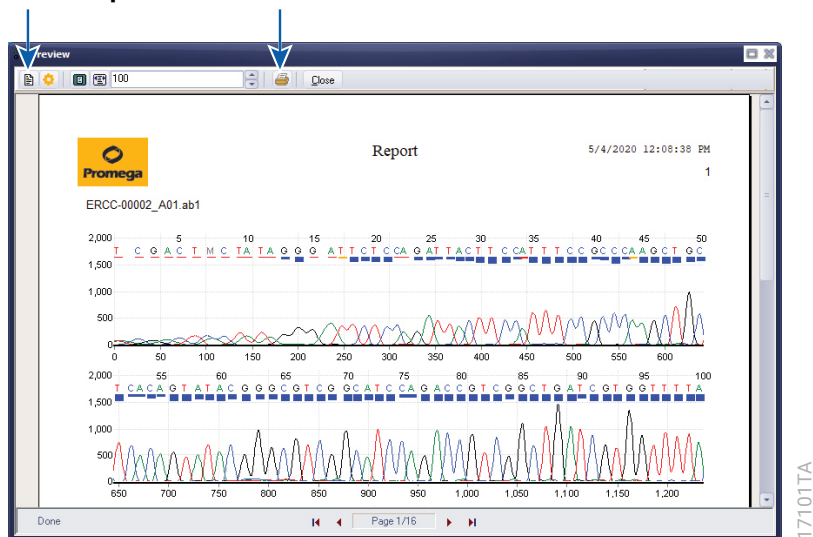 review
100
Close
Promega
Report
5/4/2020 12:08:38 PM
1
ERCC-00002_A01.ab1
5 10 15 20 25 30 35 40 45 50
2,000
T C G A C T M C T A T A G G G A T T C T C C A G A T T A C T T C C A T T T C C G C C C A A G C T G C
1,500
1,000
500
0
0 50 100 150 200 250 300 350 400 450 500 550 600
55 60 65 70 75 80 85 90 95 100
2,000
T C A C A G T A T A C G G G C G T C G G C A T C C A G A C C G T C G G C T G A T C G T G G T T T T A
1,500
1,000
500
0
650 700 750 800 850 900 950 1,000 1,050 1,100 1,150 1,200
Done
Page 1/16
17101TA